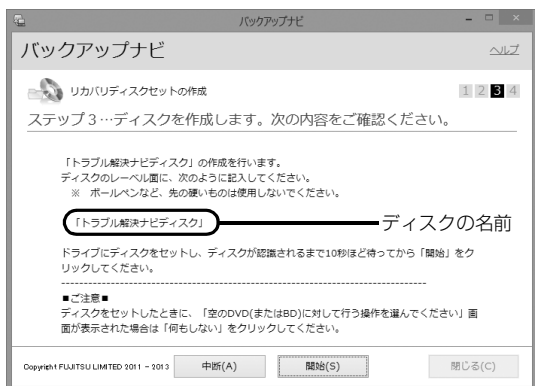 バックアップナビ
バックアップナビ
ヘルプ
リカバリディスクセットの作成
1 2 3 4
ステップ3…ディスクを作成します。次の内容をご確認ください。
「トラブル解決ナビディスク」の作成を行います。
ディスクのレーベル面に、次のように記入してください。
※ ボールペンなど、先の硬いものは使用しないでください。
「トラブル解決ナビディスク」
ディスクの名前
ドライブにディスクをセットし、ディスクが認識されるまで10秒ほど待ってから「開始」をク
リックしてください。
■ご注意■
ディスクをセットしたときに、「空のDVD(またはBD)に対して行う操作を選んでください」画
面が表示された場合は「何もしない」をクリックしてください。
Copyright FUJITSU LIMITED 2011 - 2013
中断(A)
開始(S)
閉じる(C)